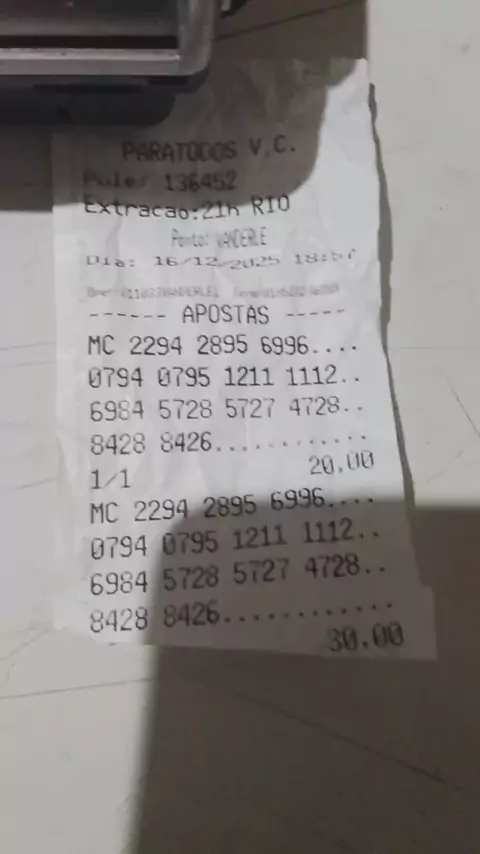 PARATODOS V.C.
Pule: 136452
Extracao:21h RIO
Ponto: VANDERLE
Dia: 16/12/2025 18:57
------ APOSTAS -----
MC 2294 2895 6996....
0794 0795 1211 1112..
6984 5728 5727 4728..
8428 8426............
1/1 20,00
MC 2294 2895 6996....
0794 0795 1211 1112..
6984 5728 5727 4728..
8428 8426............
30.00